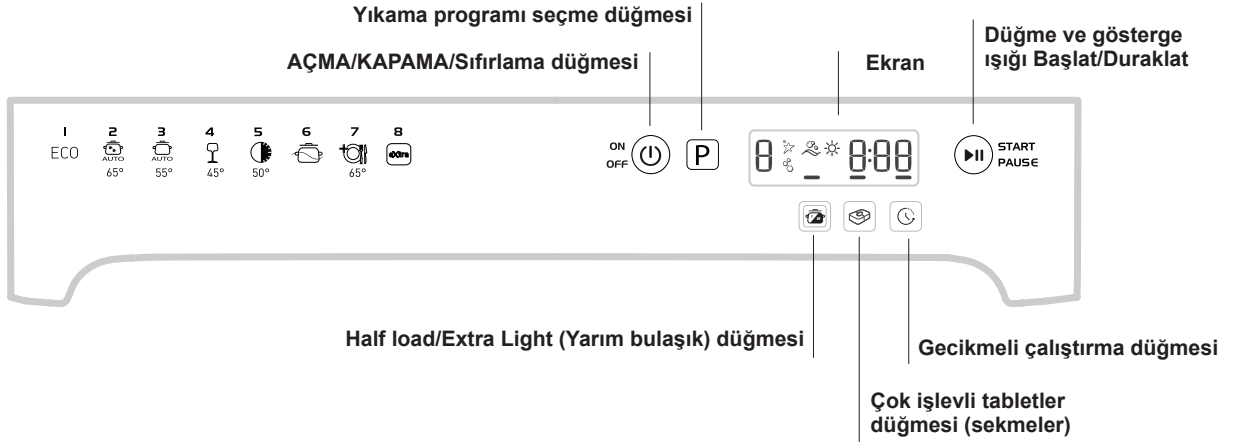 Yıkama programı seçme düğmesi
AÇMA/KAPAMA/Sıfırlama düğmesi
Ekran
Düğme ve gösterge
ışığı Başlat/Duraklat
1 2 3 4 5 6 7 8
ECO AUTO AUTO extra
65° 55° 45° 50° 65°
ON
OFF
P
8 8:88
START
PAUSE
Half load/Extra Light (Yarım bulaşık) düğmesi
Gecikmeli çalıştırma düğmesi
Çok işlevli tabletler
düğmesi (sekmeler)